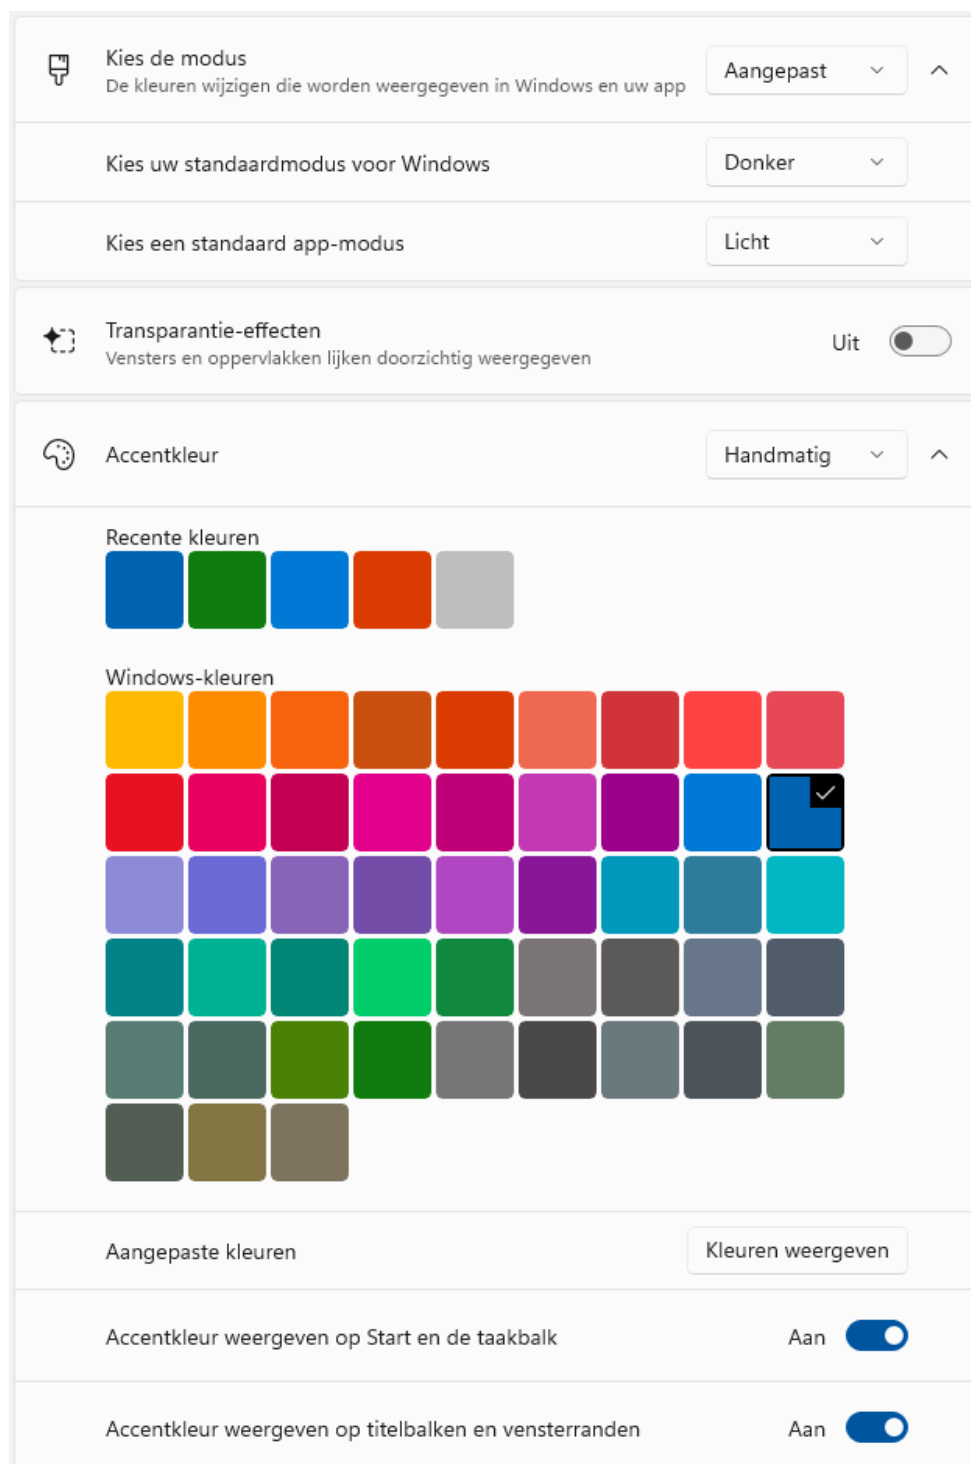 Kies de modus
De kleuren wijzigen die worden weergegeven in Windows en uw app
Aangepast
Kies uw standaardmodus voor Windows
Donker
Kies een standaard app-modus
Licht
Transparantie-effecten
Vensters en oppervlakken lijken doorzichtig weergegeven
Uit
Accentkleur
Handmatig
Recente kleuren
Windows-kleuren
Aangepaste kleuren
Kleuren weergeven
Accentkleur weergeven op Start en de taakbalk
Aan
Accentkleur weergeven op titelbalken en vensterranden
Aan